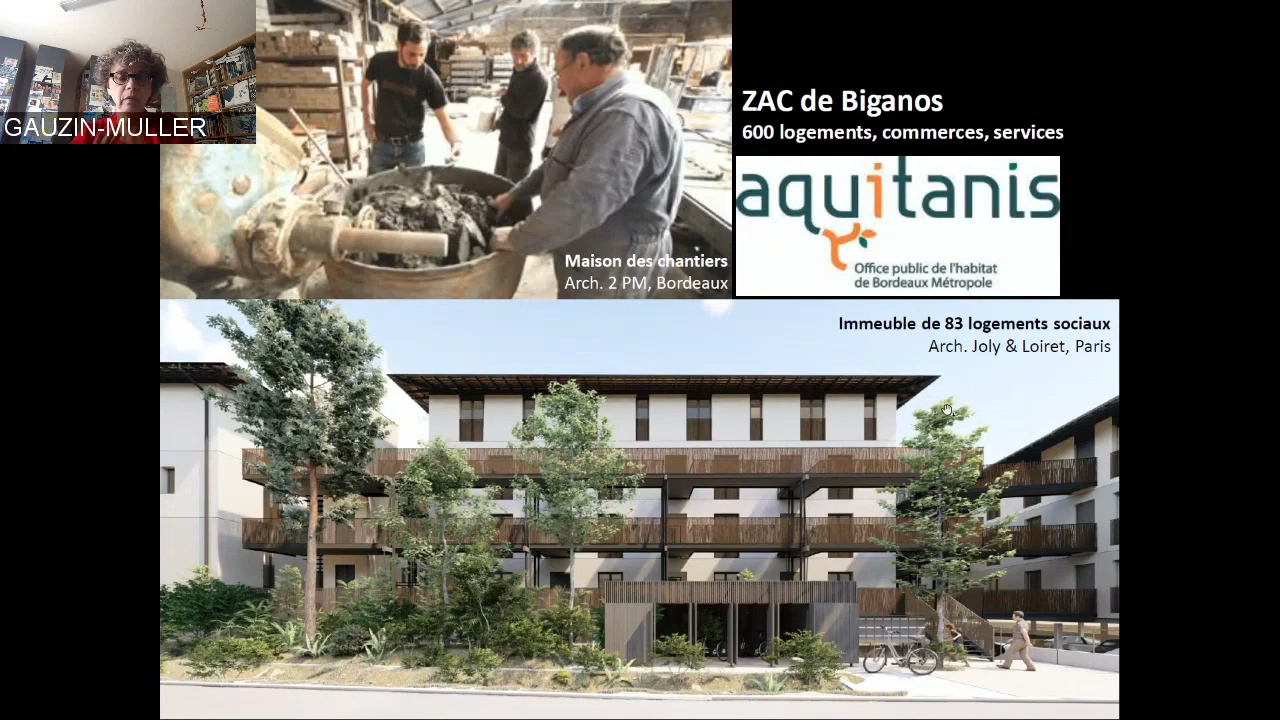 GAUZIN-MULLER
ZAC de Biganos
600 logements, commerces, services
aquitanis
Office public de l'habitat
de Bordeaux Métropole
Maison des chantiers
Arch. 2 PM, Bordeaux
Immeuble de 83 logements sociaux
Arch. Joly & Loiret, Paris